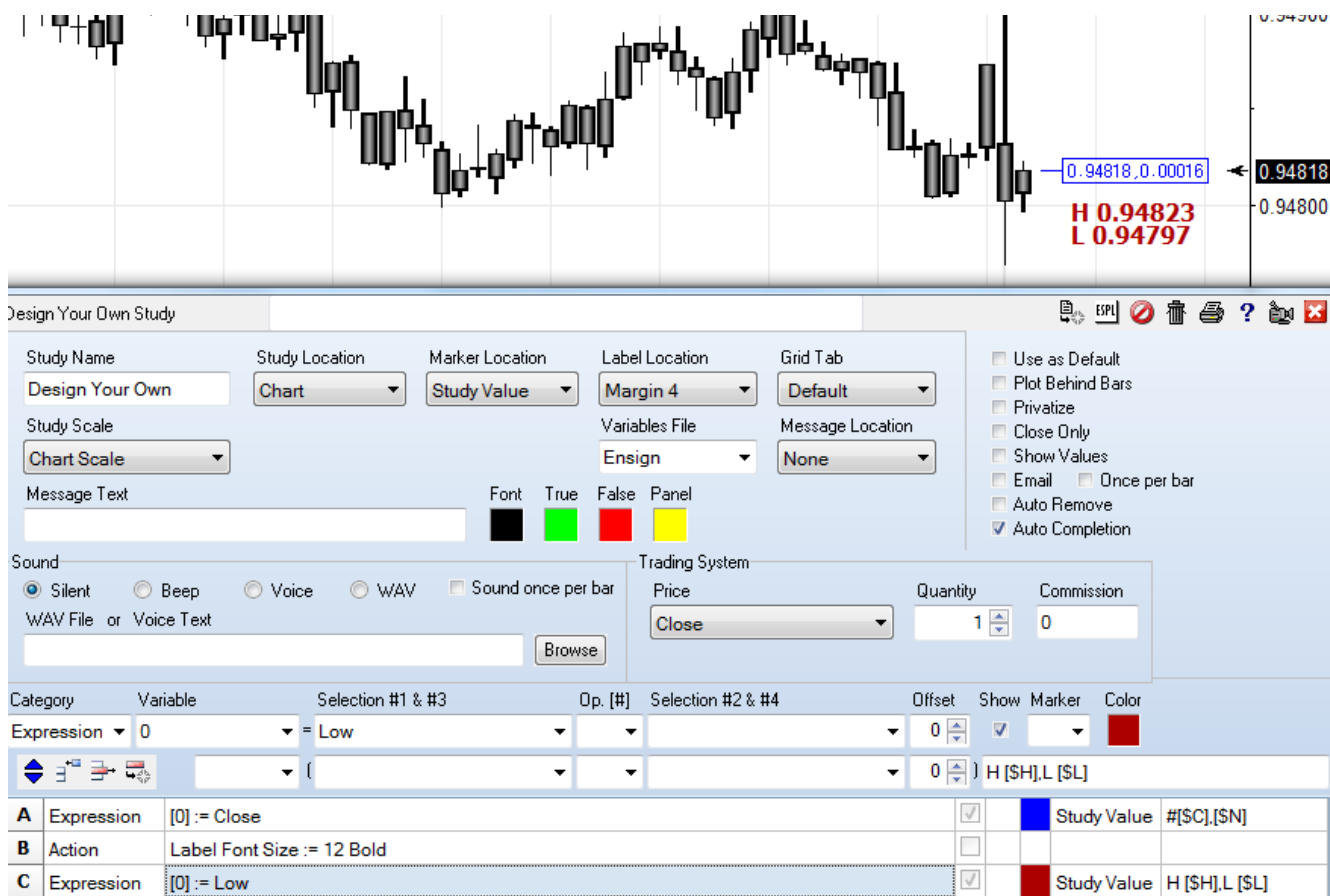 0.94900
0.94818,0.00016
0.94818
0.94800
H 0.94823
L 0.94797
Design Your Own Study
ESPL
?
Study Name
Study Location
Marker Location
Label Location
Grid Tab
Use as Default
Design Your Own
Chart
Study Value
Margin 4
Default
Plot Behind Bars
Privatize
Study Scale
Variables File
Message Location
Close Only
Chart Scale
Ensign
None
Show Values
Email
Once per bar
Message Text
Font
True
False
Panel
Auto Remove
Auto Completion
Sound
Trading System
Silent
Beep
Voice
WAV
Sound once per bar
Price
Quantity
Commission
WAV File or Voice Text
Close
1
0
Browse
Category
Variable
Selection #1 & #3
Op. [#]
Selection #2 & #4
Offset
Show
Marker
Color
Expression
0
= Low
0
(
0
) H [$H],L [$L]
A Expression [0] := Close Study Value #[$C],[$N]
B Action Label Font Size := 12 Bold
C Expression [0] := Low Study Value H [$H],L [$L]